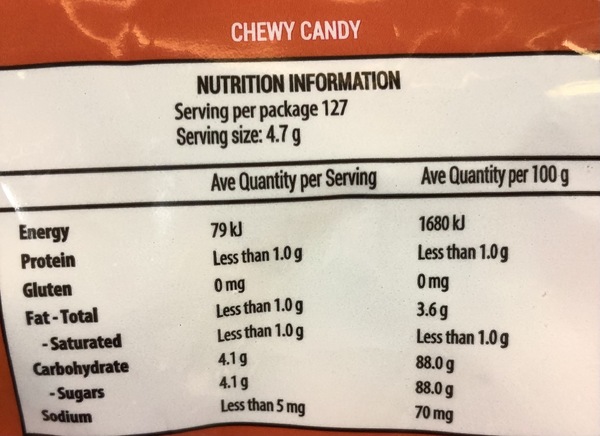 CHEWY CANDY
NUTRITION INFORMATION
Serving per package 127
Serving size: 4.7 g
Ave Quantity per Serving Ave Quantity per 100 g
Energy 79 kJ 1680 kJ
Protein Less than 1.0 g Less than 1.0 g
Gluten 0 mg 0 mg
Fat - Total Less than 1.0 g 3.6 g
- Saturated Less than 1.0 g Less than 1.0 g
Carbohydrate 4.1 g 88.0 g
- Sugars 4.1 g 88.0 g
Sodium Less than 5 mg 70 mg